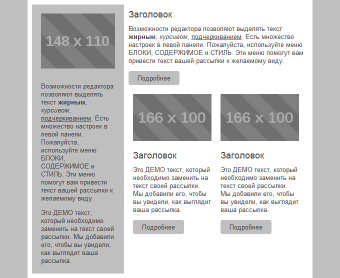 148 x 110
Возможности редактора
позволяют выделять
текст жирным,
курсивом,
подчеркиванием. Есть
множество настроек в
левой панели.
Пожалуйста,
используйте меню
БЛОКИ,
СОДЕРЖИМОЕ и
СТИЛЬ. Эти меню
помогут вам привести
текст вашей рассылки к
желаемому виду.
Это ДЕМО текст,
который необходимо
заменить на текст своей
рассылки. Мы добавили
его, чтобы вы увидели,
как выглядит ваша
рассылка.
Заголовок
Возможности редактора позволяют выделять текст
жирным, курсивом, подчеркиванием. Есть множество
настроек в левой панели. Пожалуйста, используйте меню
БЛОКИ, СОДЕРЖИМОЕ и СТИЛЬ. Эти меню помогут вам
привести текст вашей рассылки к желаемому виду.
Подробнее
166 x 100
Заголовок
Это ДЕМО текст, который
необходимо заменить на
текст своей рассылки.
Мы добавили его, чтобы
вы увидели, как выглядит
ваша рассылка.
Подробнее
166 x 100
Заголовок
Это ДЕМО текст, который
необходимо заменить на
текст своей рассылки.
Мы добавили его, чтобы
вы увидели, как выглядит
ваша рассылка.
Подробнее